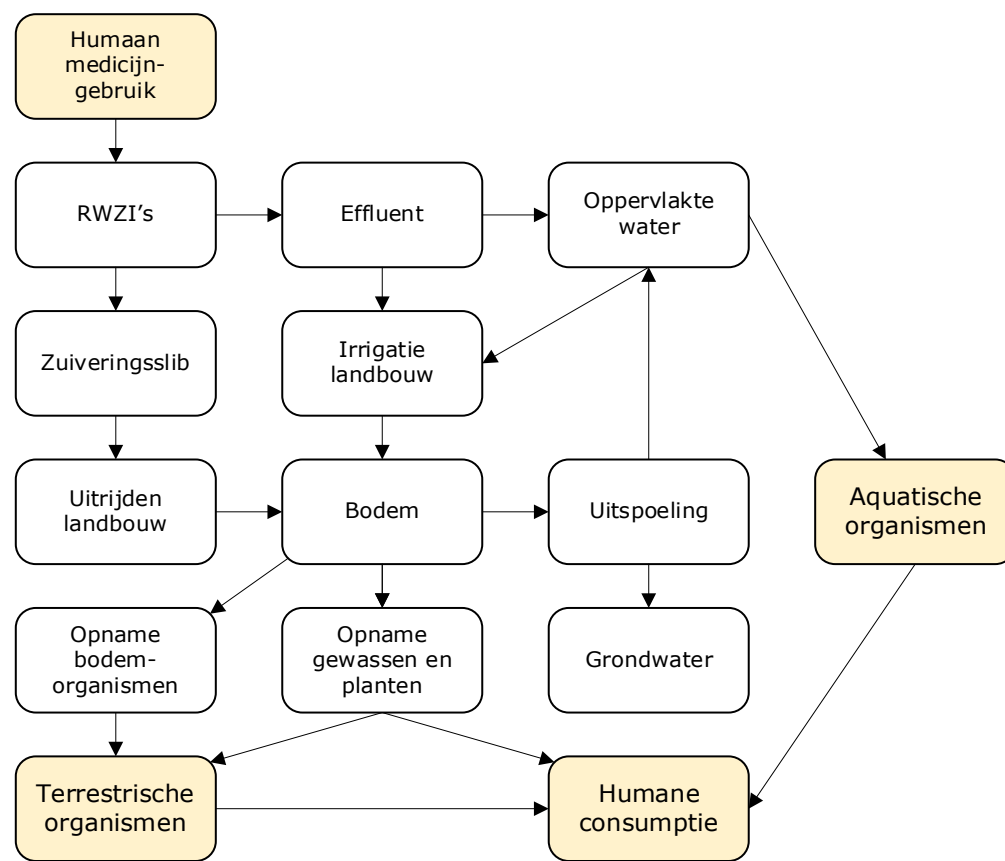 Humaan
medicijn-
gebruik
RWZI's
Effluent
Oppervlakte
water
Zuiveringsslib
Irrigatie
landbouw
Uitrijden
landbouw
Bodem
Uitspoeling
Aquatische
organismen
Opname
bodem-
organismen
Opname
gewassen en
planten
Grondwater
Terrestrische
organismen
Humane
consumptie